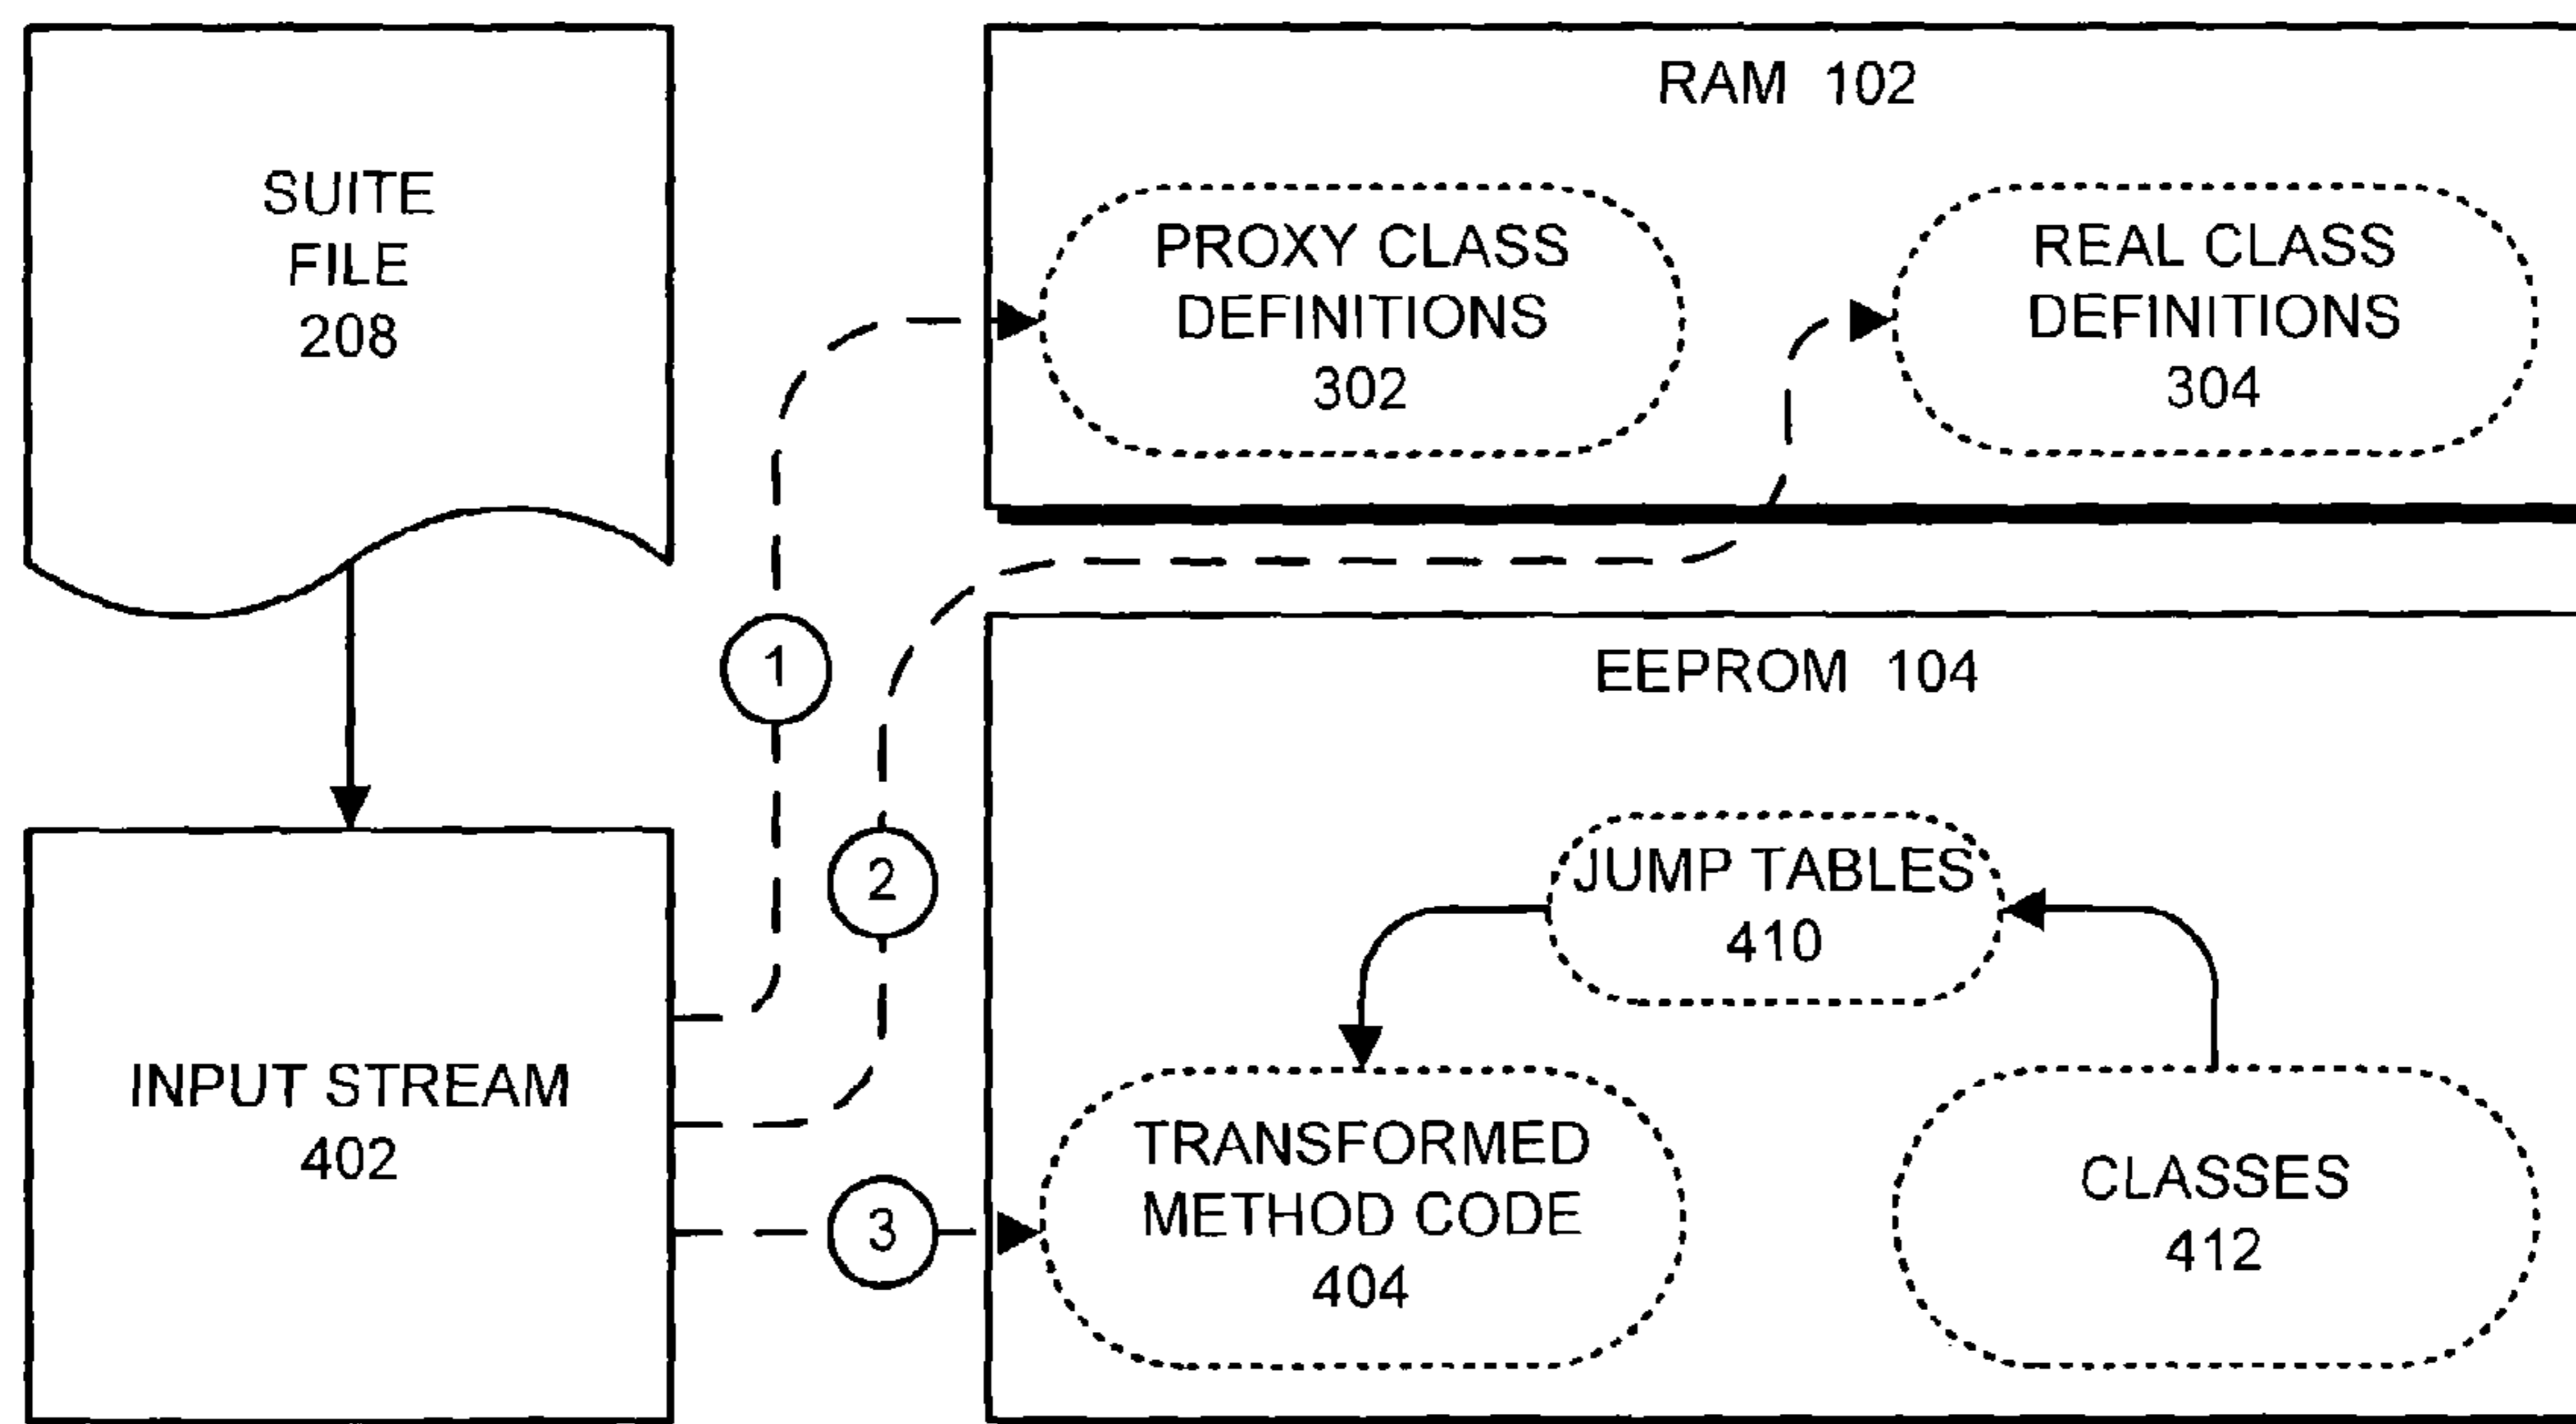 SUITE
FILE
208
RAM 102
PROXY CLASS
DEFINITIONS
302
REAL CLASS
DEFINITIONS
304
1
2
3
INPUT STREAM
402
EEPROM 104
JUMP TABLES
410
TRANSFORMED
METHOD CODE
404
CLASSES
412